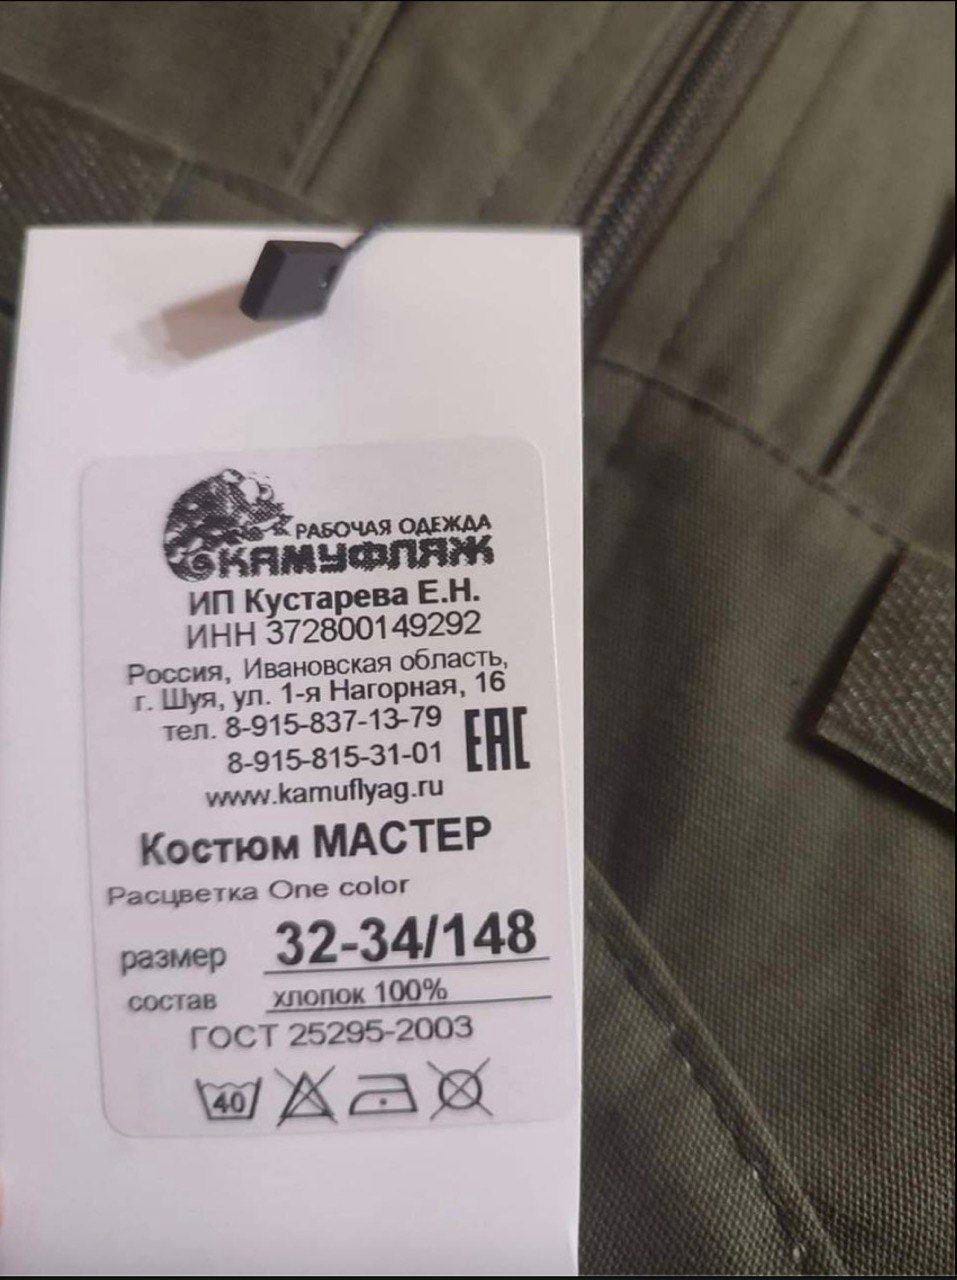 РАБОЧАЯ ОДЕЖДА
КАМУФЛЯЖ
ИП Кустарева Е.Н.
ИНН 372800149292
Россия, Ивановская область,
г. Шуя, ул. 1-я Нагорная, 16
тел. 8-915-837-13-79
8-915-815-31-01
EAC
www.kamuflyag.ru
Костюм МАСТЕР
Расцветка One color
размер 32-34/148
состав хлопок 100%
ГОСТ 25295-2003
40